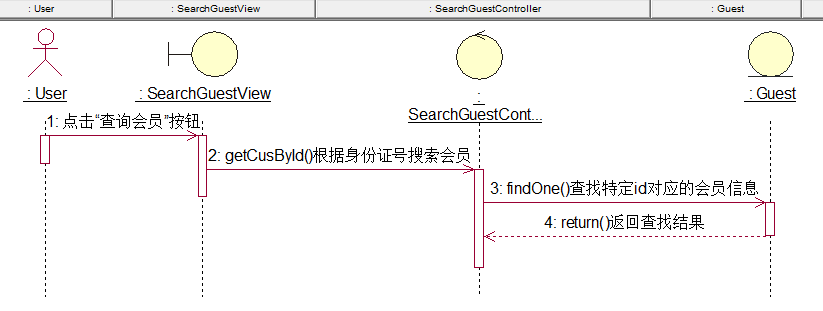 : User
: SearchGuestView
: SearchGuestController
: Guest
: User
: SearchGuestView
:
SearchGuestCont...
: Guest
1: 点击“查询会员”按钮
2: getCusById()根据身份证号搜索会员
3: findOne()查找特定id对应的会员信息
4: return()返回查找结果